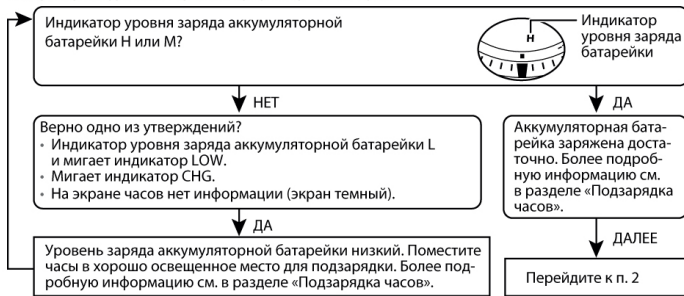 Индикатор уровня заряда аккумуляторной
батарейки H или M?
H
Индикатор
уровня заряда
батарейки
НЕТ
ДА
Верно одно из утверждений?
• Индикатор уровня заряда аккумуляторной батарейки L
и мигает индикатор LOW.
• Мигает индикатор CHG.
• На экране часов нет информации (экран темный).
Аккумуляторная бата-
рейка заряжена доста-
точно. Более подроб-
ную информацию см.
в разделе «Подзарядка
часов».
ДА
ДАЛЕЕ
Уровень заряда аккумуляторной батарейки низкий. Поместите
часы в хорошо освещенное место для подзарядки. Более под-
робную информацию см. в разделе «Подзарядка часов».
Перейдите к п. 2